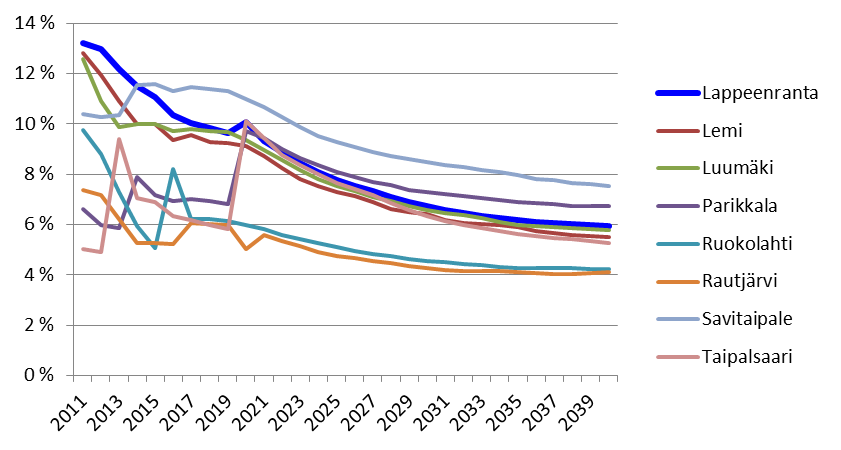 14 %
12 %
10 %
8 %
6 %
4 %
2 %
0 %
2011
2013
2015
2017
2019
2021
2023
2025
2027
2029
2031
2033
2035
2037
2039
Lappeenranta
Lemi
Luumäki
Parikkala
Ruokolahti
Rautjärvi
Savitaipale
Taipalsaari